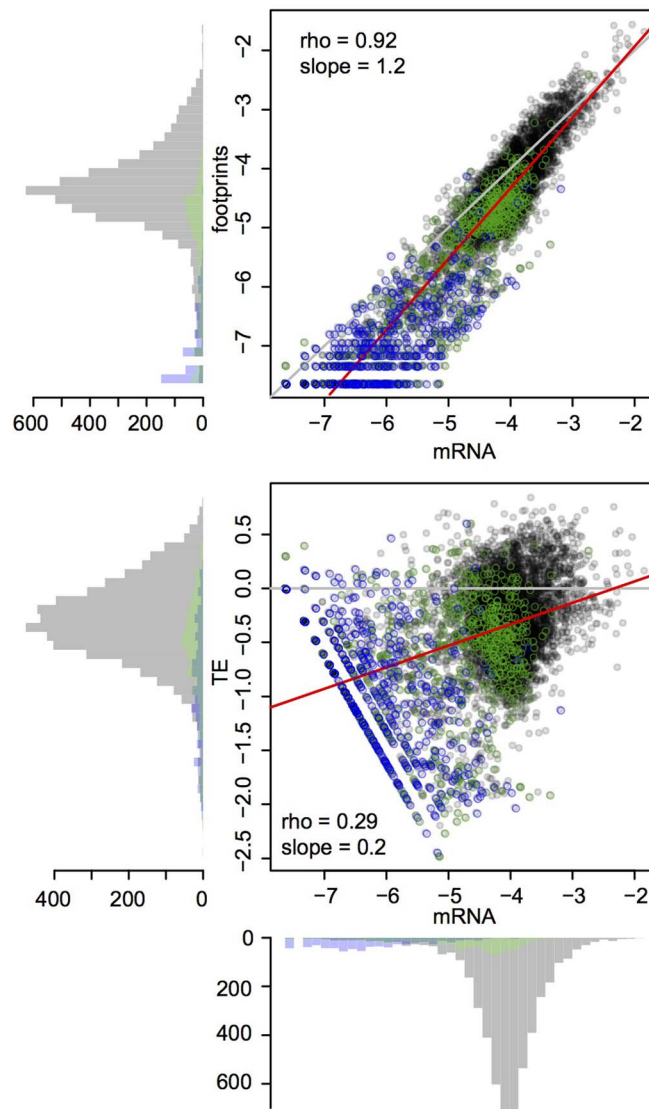 rho = 0.92
slope = 1.2
footprints
−2
−3
−4
−5
−6
−7
600 400 200 0
−7 −6 −5 −4 −3 −2
mRNA
TE
0.5
0.0
−0.5
−1.0
−1.5
−2.0
−2.5
rho = 0.29
slope = 0.2
400 200 0
−7 −6 −5 −4 −3 −2
mRNA
0
200
400
600